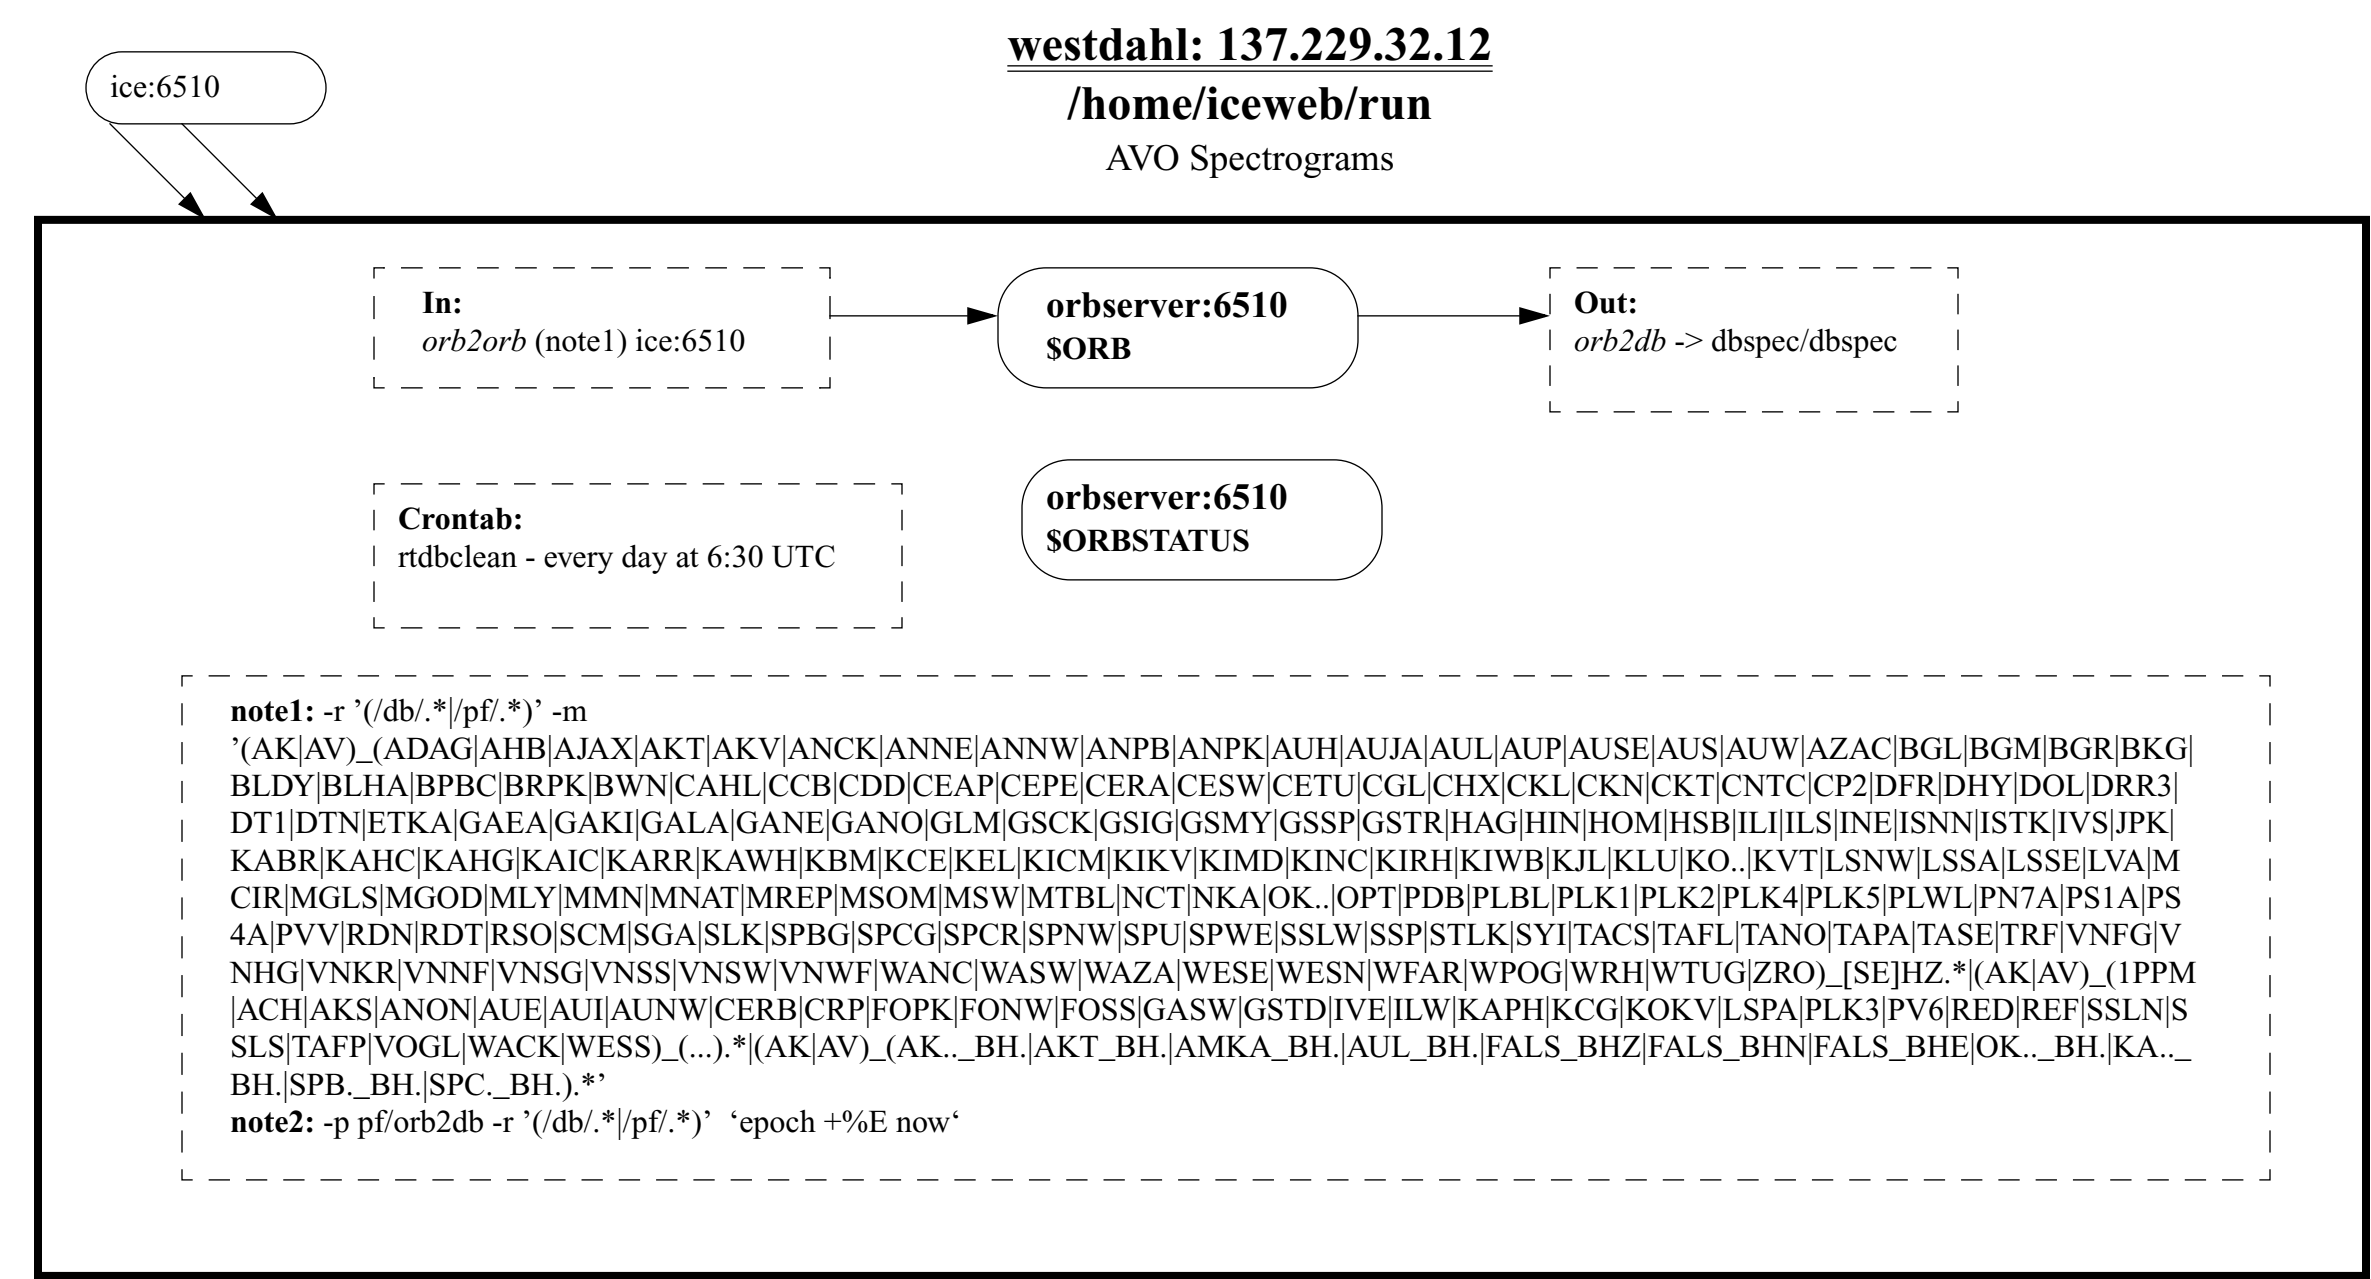 westdahl: 137.229.32.12
/home/iceweb/run
AVO Spectrograms
ice:6510
In:
orb2orb (note1) ice:6510
orbserver:6510
$ORB
Out:
orb2db -> dbspec/dbspec
Crontab:
rtdbclean - every day at 6:30 UTC
orbserver:6510
$ORBSTATUS
note1: -r ’(/db/.*|/pf/.*)’ -m
’(AK|AV)_(ADAG|AHB|AJAX|AKT|AKV|ANCK|ANNE|ANNW|ANPB|ANPK|AUH|AUJA|AUL|AUP|AUSE|AUS|AUW|AZAC|BGL|BGM|BGR|BKG|
BLDY|BLHA|BPBC|BRPK|BWN|CAHL|CCB|CDD|CEAP|CEPE|CERA|CESW|CETU|CGL|CHX|CKL|CKN|CKT|CNTC|CP2|DFR|DHY|DOL|DRR3|
DT1|DTN|ETKA|GAEA|GAKI|GALA|GANE|GANO|GLM|GSCK|GSIG|GSMY|GSSP|GSTR|HAG|HIN|HOM|HSB|ILI|ILS|INE|ISNN|ISTK|IVS|JPK|
KABR|KAHC|KAHG|KAIC|KARR|KAWH|KBM|KCE|KEL|KICM|KIKV|KIMD|KINC|KIRH|KIWB|KJL|KLU|KO..|KVT|LSNW|LSSA|LSSE|LVA|M
CIR|MGLS|MGOD|MLY|MMN|MNAT|MREP|MSOM|MSW|MTBL|NCT|NKA|OK..|OPT|PDB|PLBL|PLK1|PLK2|PLK4|PLK5|PLWL|PN7A|PS1A|PS
4A|PVV|RDN|RDT|RSO|SCM|SGA|SLK|SPBG|SPCG|SPCR|SPNW|SPU|SPWE|SSLW|SSP|STLK|SYI|TACS|TAFL|TANO|TAPA|TASE|TRF|VNFG|V
NHG|VNKR|VNNF|VNSG|VNSS|VNSW|VNWF|WANC|WASW|WAZA|WESE|WESN|WFAR|WPOG|WRH|WTUG|ZRO)_[SE]HZ.*|(AK|AV)_(1PPM
|ACH|AKS|ANON|AUE|AUI|AUNW|CERB|CRP|FOPK|FONW|FOSS|GASW|GSTD|IVE|ILW|KAPH|KCG|KOKV|LSPA|PLK3|PV6|RED|REF|SSLN|S
SLS|TAFP|VOGL|WACK|WESS)_(...).*|(AK|AV)_(AK.._BH.|AKT_BH.|AMKA_BH.|AUL_BH.|FALS_BHZ|FALS_BHN|FALS_BHE|OK.._BH.|KA.._
BH.|SPB._BH.|SPC._BH.).*’
note2: -p pf/orb2db -r ’(/db/.*|/pf/.*)’ ‘epoch +%E now‘